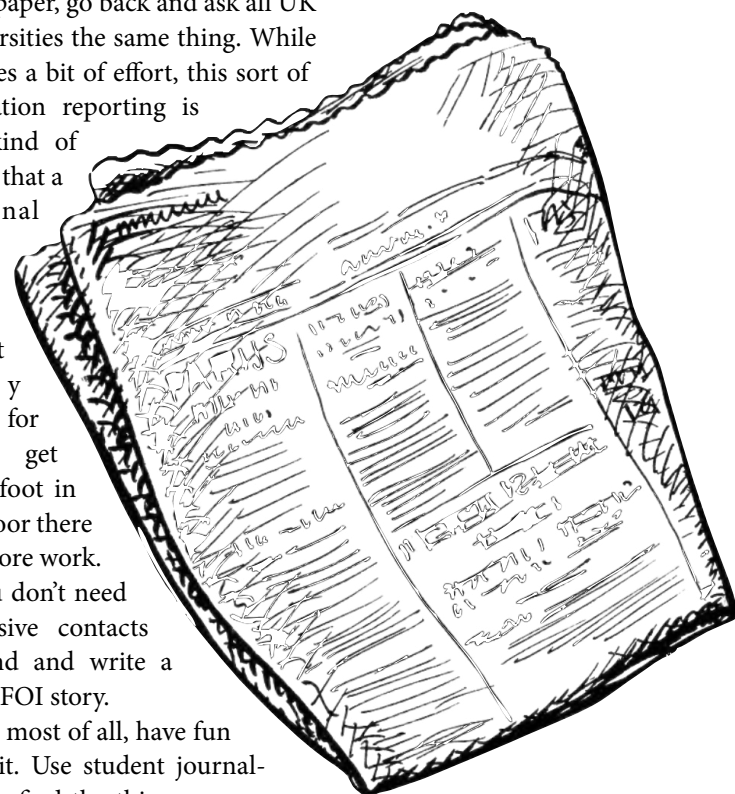 paper, go back and ask all UK
rsities the same thing. While
es a bit of effort, this sort of
ation reporting is
kind of
that a
nal
t
y
for
get
foot in
oor there
ore work.
don’t need
sive contacts
nd and write a
FOI story.
most of all, have fun
it. Use student journal-